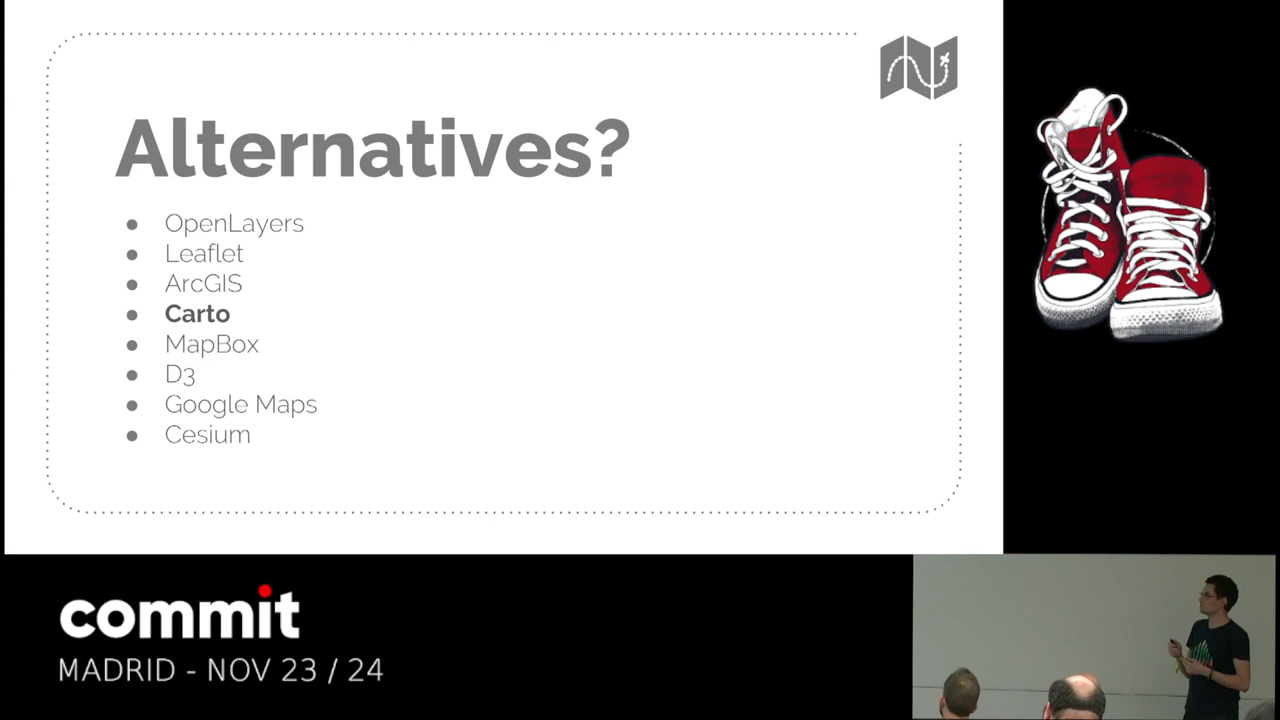 Alternatives?
● OpenLayers
● Leaflet
● ArcGIS
● Carto
● MapBox
● D3
● Google Maps
● Cesium
commit
MADRID - NOV 23 / 24